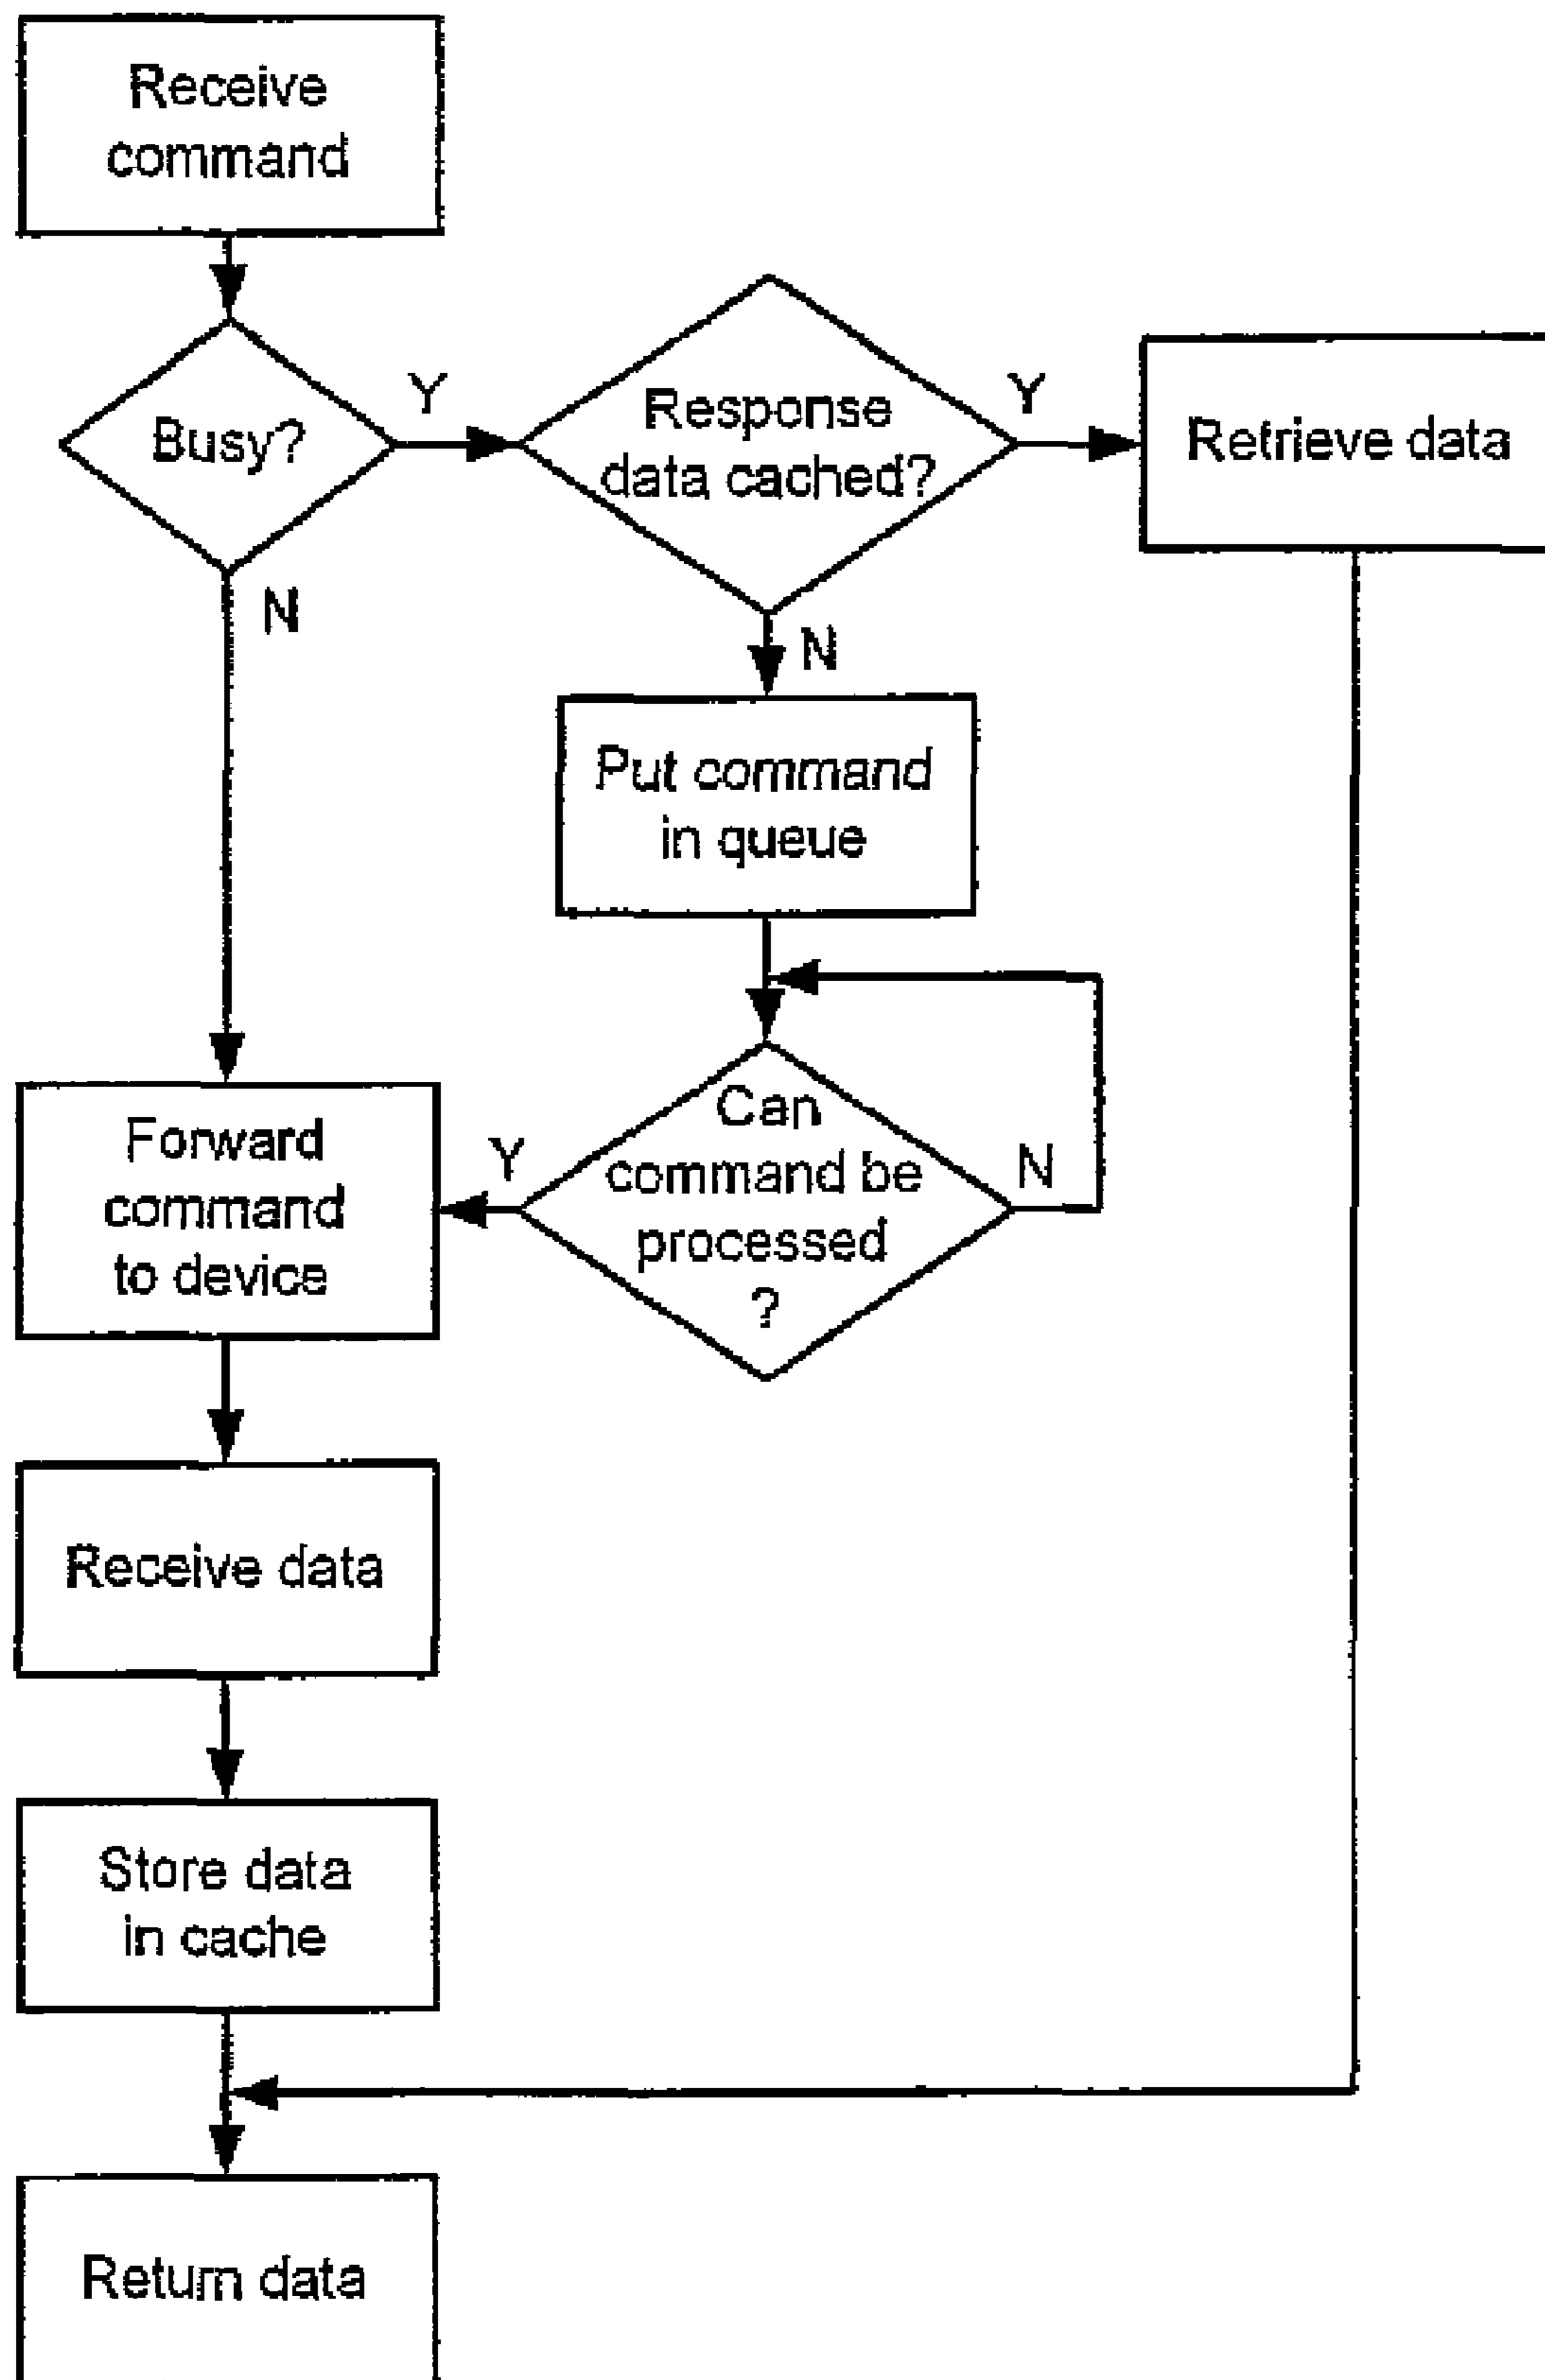 Receive
command
Busy?
Y
Response
data cached?
Y
Retrieve data
N
N
Put command
in queue
Can
command be
processed
?
Y
N
Forward
command
to device
Receive data
Store data
in cache
Return data